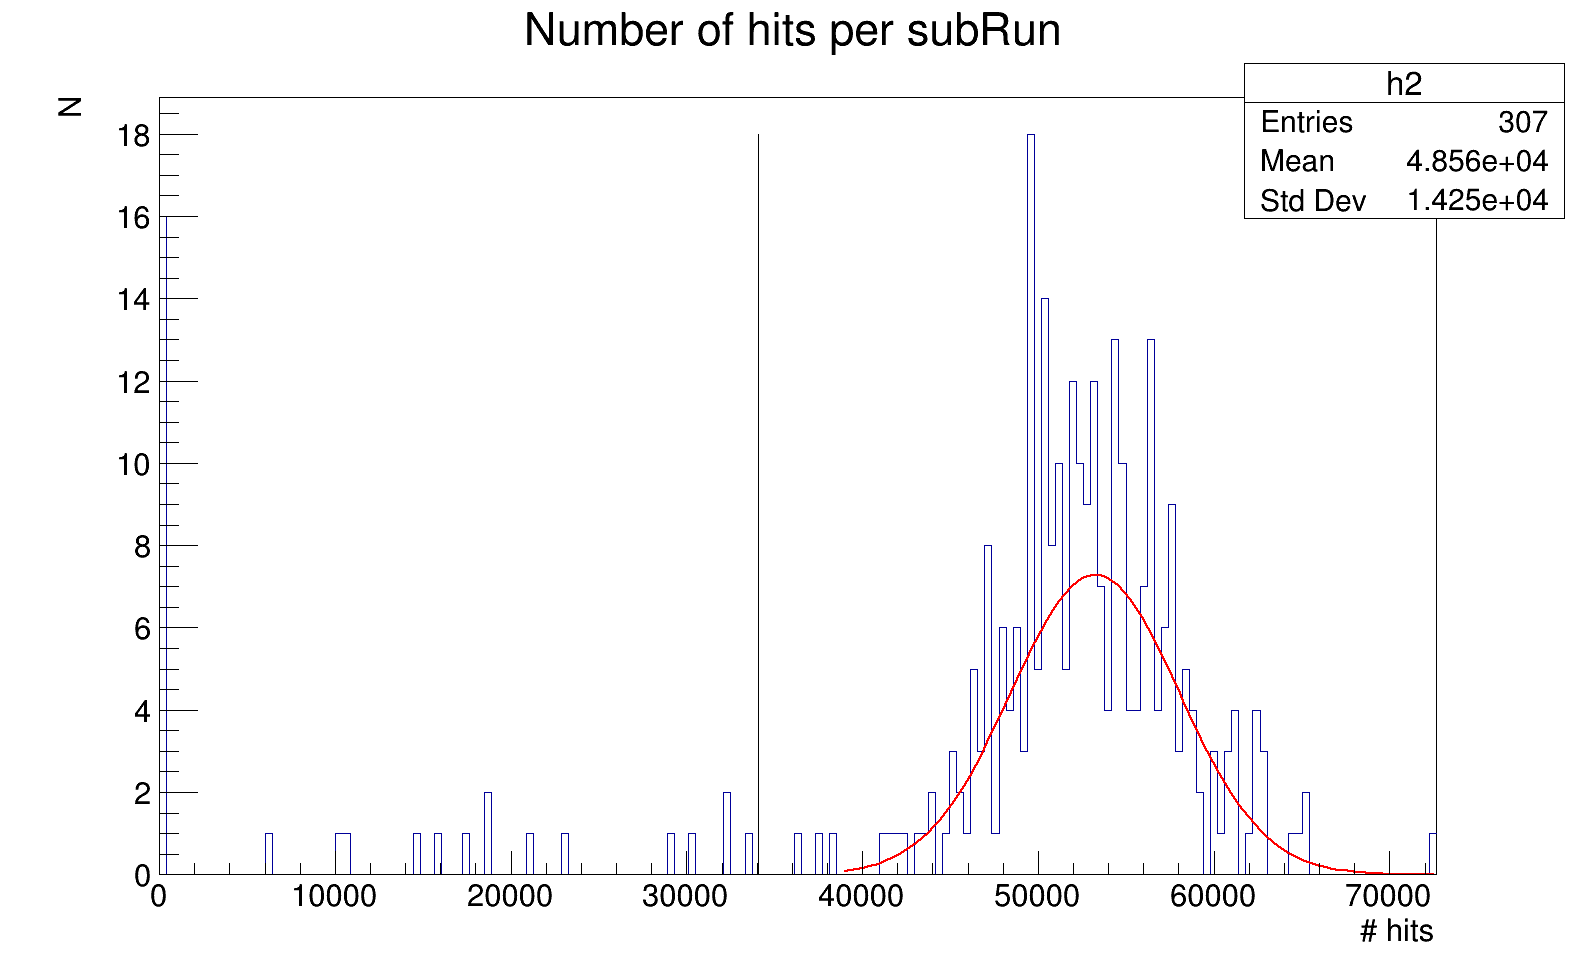 Number of hits per subRun
h2
Entries 307
Mean 4.856e+04
Std Dev 1.425e+04
N
18
16
14
12
10
8
6
4
2
0
0 10000 20000 30000 40000 50000 60000 70000
# hits